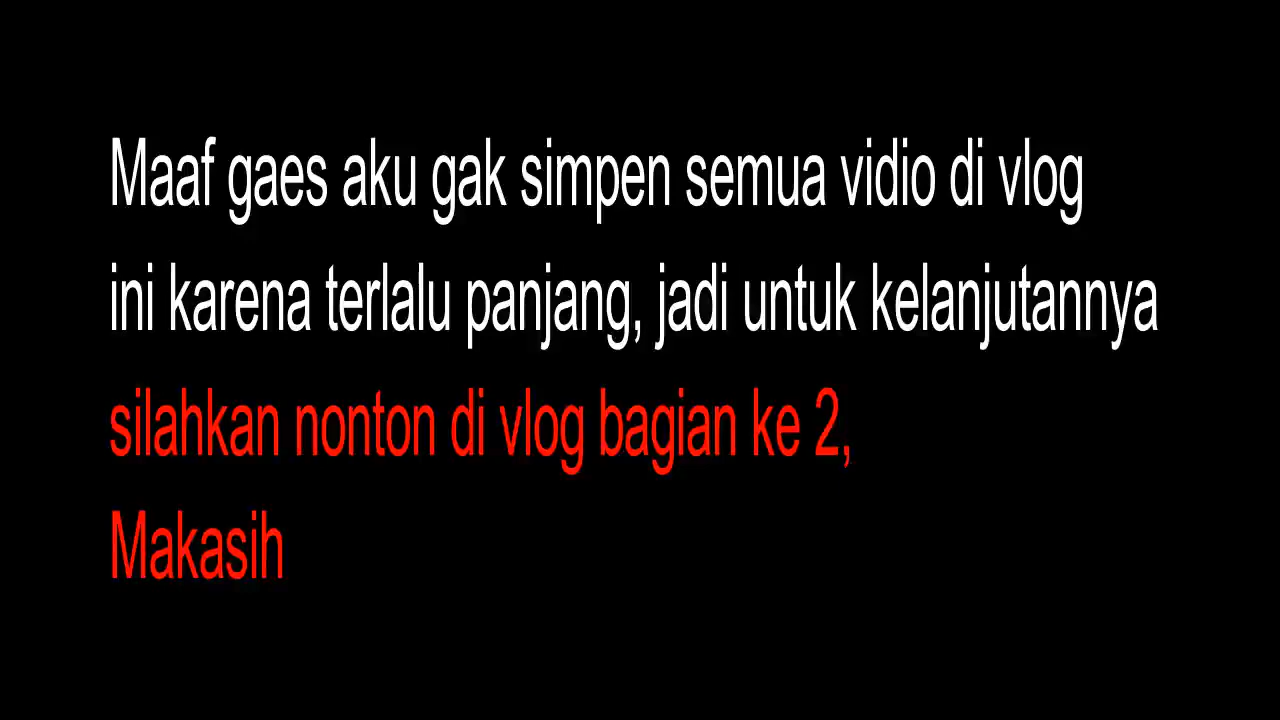 Maaf gaes aku gak simpen semua vidio di vlog
ini karena terlalu panjang, jadi untuk kelanjutannya
silahkan nonton di vlog bagian ke 2,
Makasih